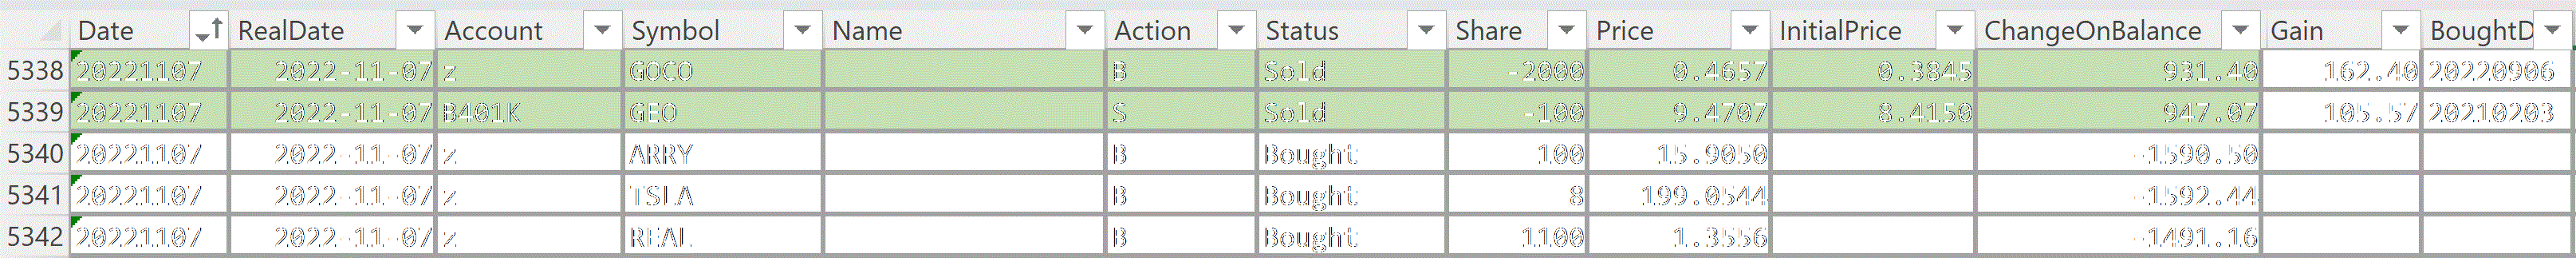 Date RealDate Account Symbol Name Action Status Share Price InitialPrice ChangeOnBalance Gain BoughtD
5338 20221107 2022-11-07 z GOCO B Sold -2000 0.4657 0.3845 931.40 162.40 20220906
5339 20221107 2022-11-07 B401K GEO S Sold -100 9.4707 8.4150 947.07 105.57 20210203
5340 20221107 2022-11-07 z ARRY B Bought 100 15.9050 -1590.50
5341 20221107 2022-11-07 z TSLA B Bought 8 199.0544 -1592.44
5342 20221107 2022-11-07 z REAL B Bought 1100 1.3556 -1491.16